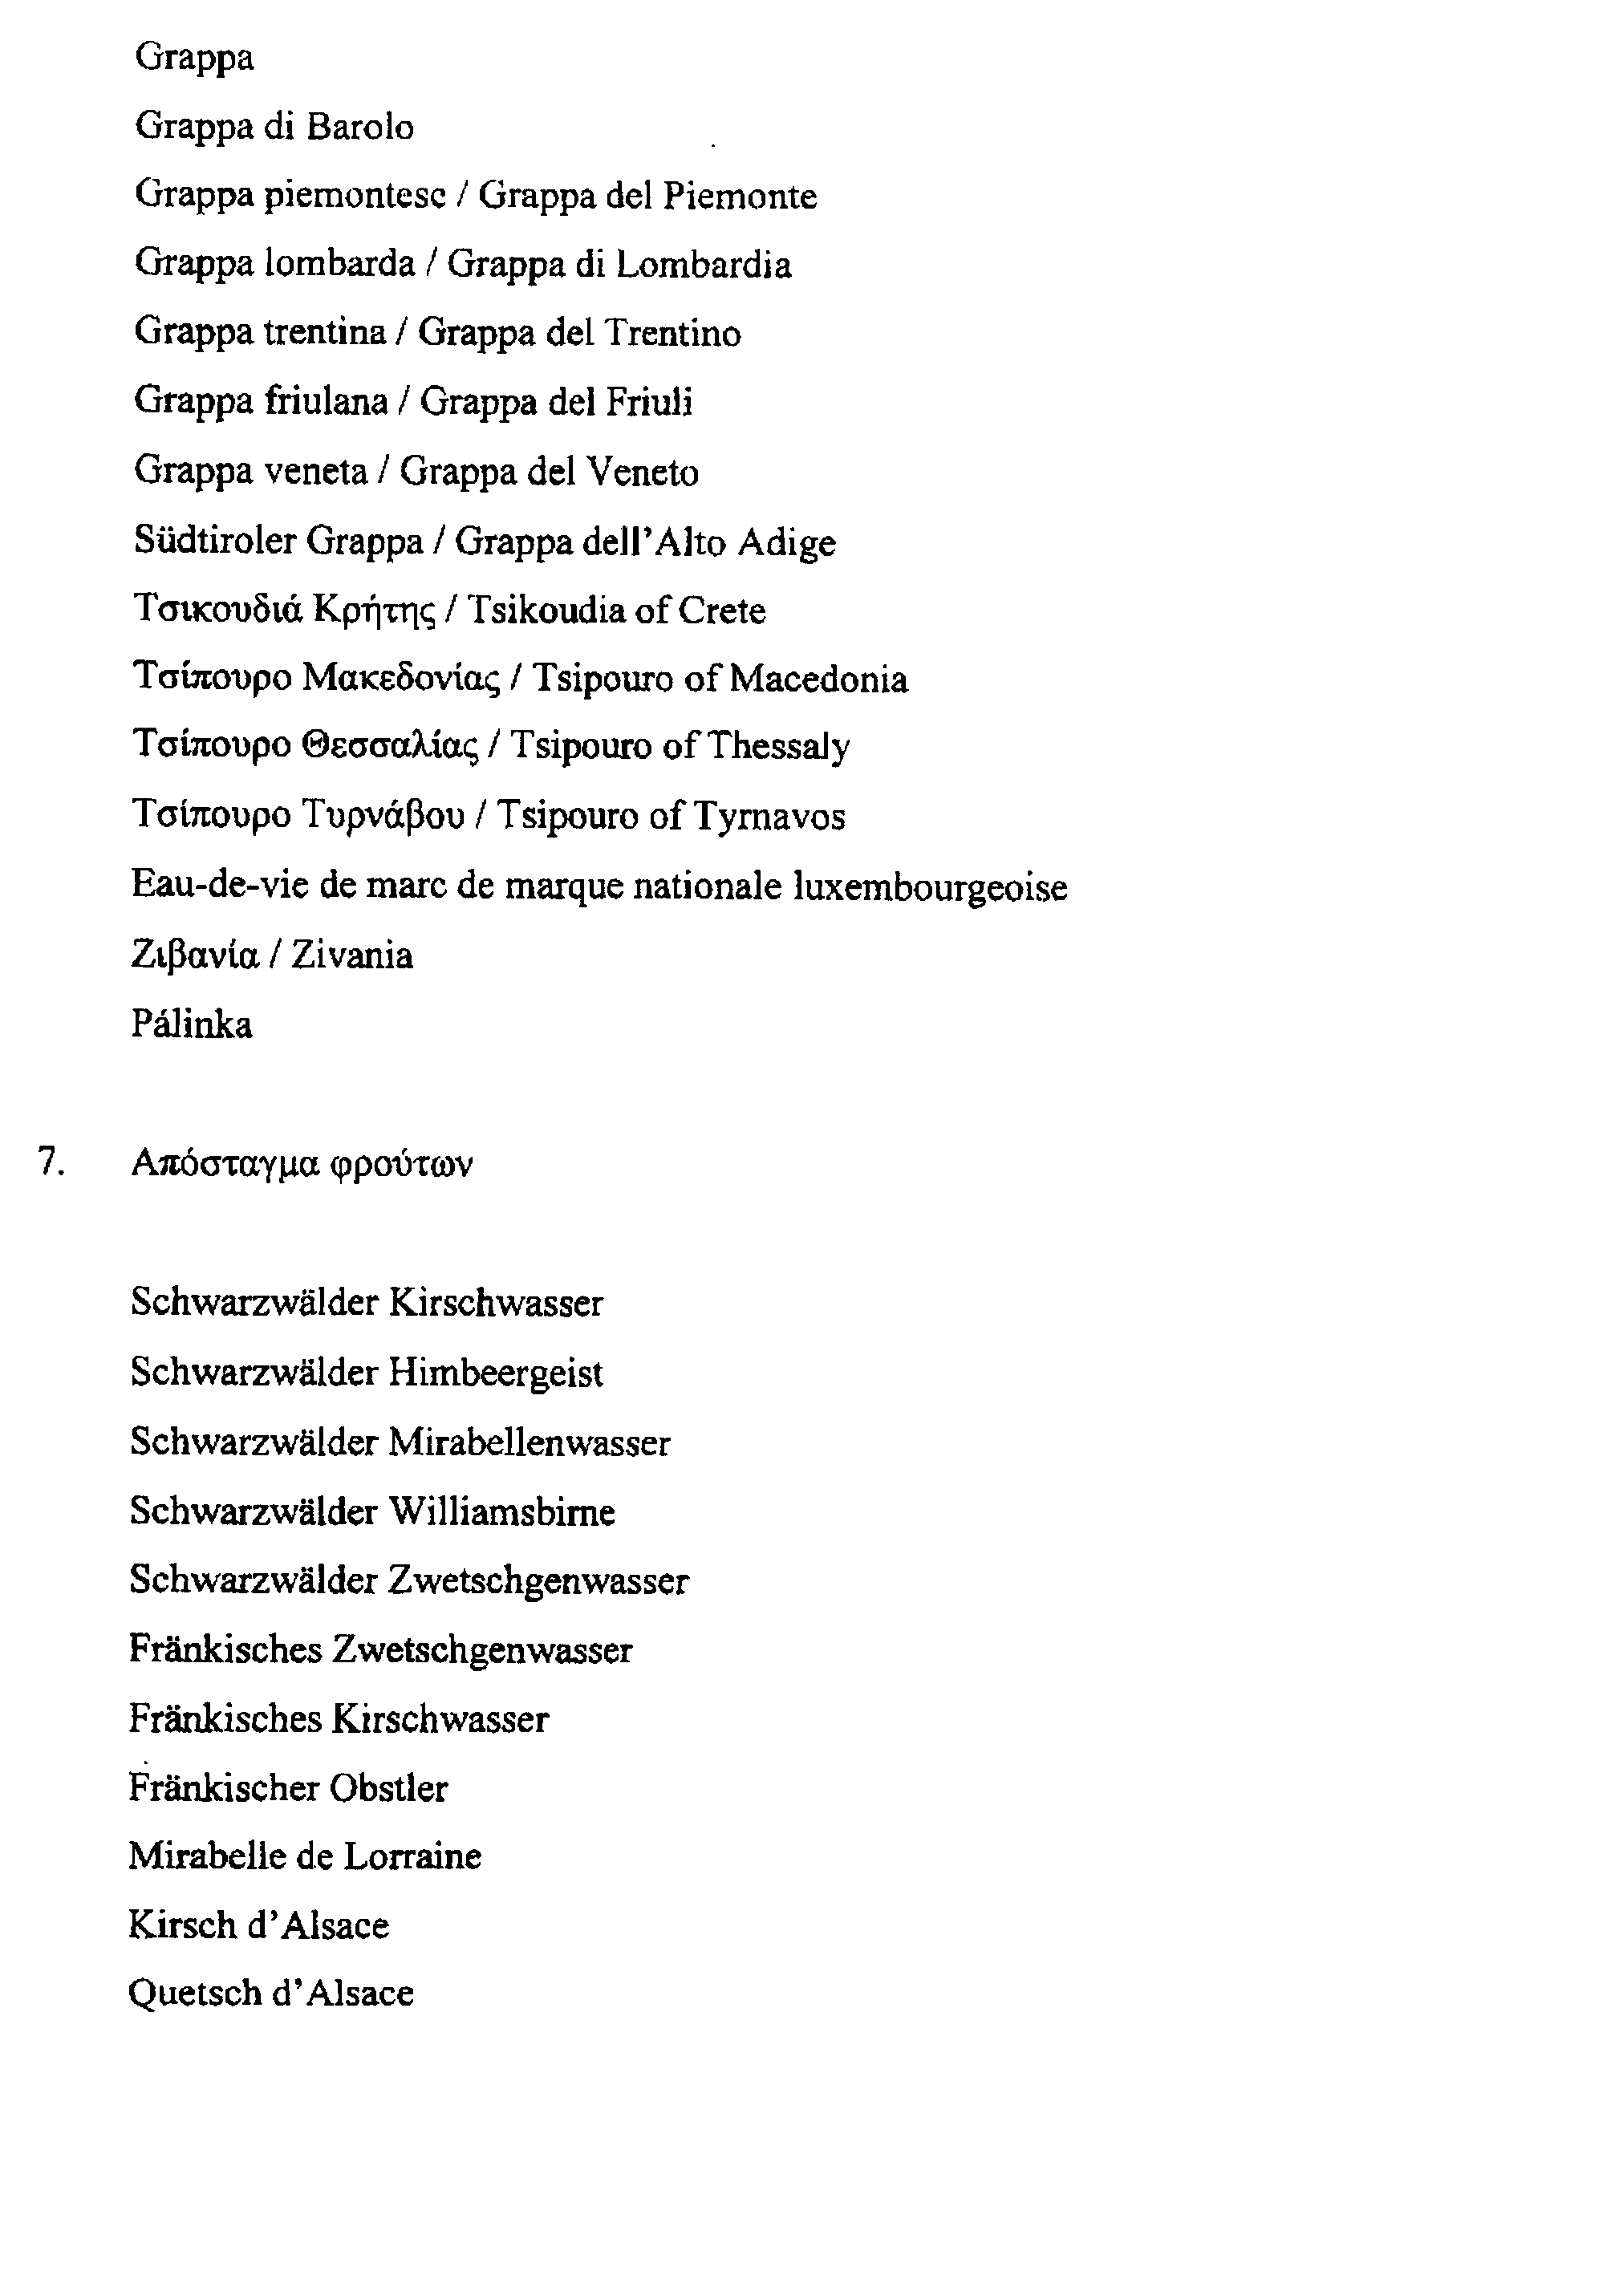 Grappa
Grappa di Barolo
Grappa piemontese / Grappa del Piemonte
Grappa lombarda / Grappa di Lombardia
Grappa trentina / Grappa del Trentino
Grappa friulana / Grappa del Friuli
Grappa veneta / Grappa del Veneto
Südtiroler Grappa / Grappa dell’Alto Adige
Τσικουδιά Κρήτης / Tsikoudia of Crete
Τσίπουρο Μακεδονίας / Tsipouro of Macedonia
Τσίπουρο Θεσσαλίας / Tsipouro of Thessaly
Τσίπουρο Τυρνάβου / Tsipouro of Tyrnavos
Eau-de-vie de marc de marque nationale luxembourgeoise
Ζιβανία / Zivania
Pálinka
7. Απόσταγμα φρούτων
Schwarzwälder Kirschwasser
Schwarzwälder Himbeergeist
Schwarzwälder Mirabellenwasser
Schwarzwälder Williamsbirne
Schwarzwälder Zwetschgenwasser
Fränkisches Zwetschgenwasser
Fränkisches Kirschwasser
Fränkischer Obstler
Mirabelle de Lorraine
Kirsch d’Alsace
Quetsch d’Alsace